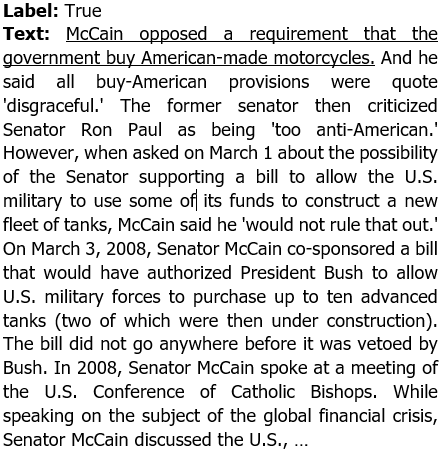 Label: True
Text: McCain opposed a requirement that the
government buy American-made motorcycles. And he
said all buy-American provisions were quote
'disgraceful.' The former senator then criticized
Senator Ron Paul as being 'too anti-American.'
However, when asked on March 1 about the possibility
of the Senator supporting a bill to allow the U.S.
military to use some of its funds to construct a new
fleet of tanks, McCain said he 'would not rule that out.'
On March 3, 2008, Senator McCain co-sponsored a bill
that would have authorized President Bush to allow
U.S. military forces to purchase up to ten advanced
tanks (two of which were then under construction).
The bill did not go anywhere before it was vetoed by
Bush. In 2008, Senator McCain spoke at a meeting of
the U.S. Conference of Catholic Bishops. While
speaking on the subject of the global financial crisis,
Senator McCain discussed the U.S., ...